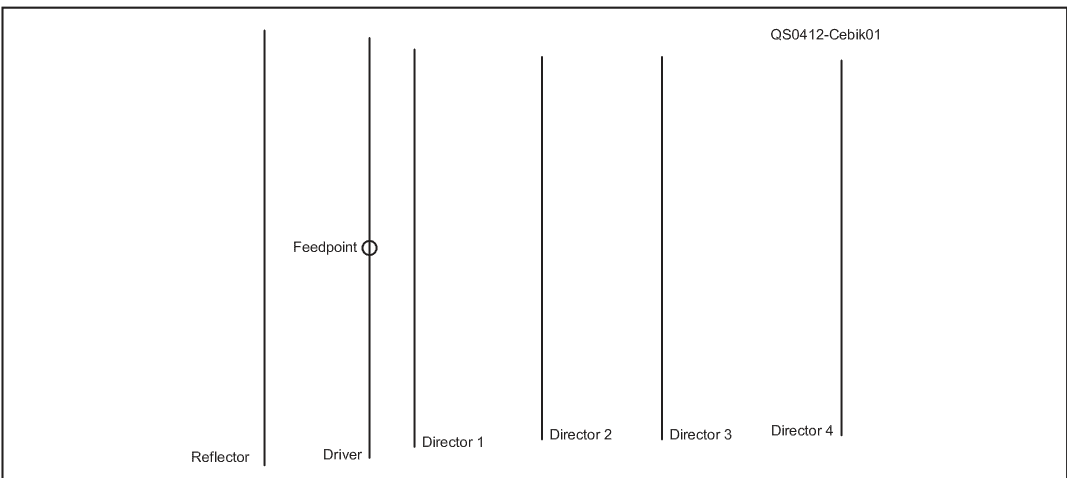 QS0412-Cebik01
Feedpoint
Reflector
Driver
Director 1
Director 2
Director 3
Director 4